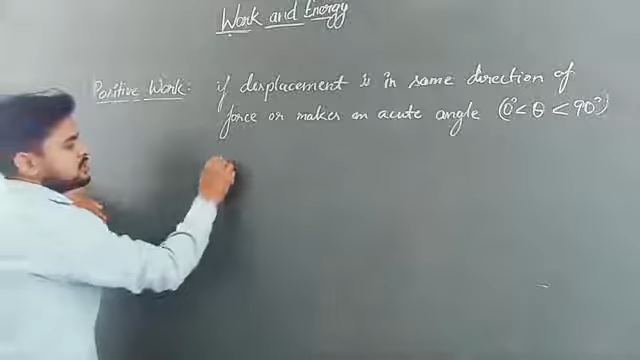 Work and Energy
Positive Work: if displacement is in same direction of
force or makes an acute angle (0° < θ < 90°)